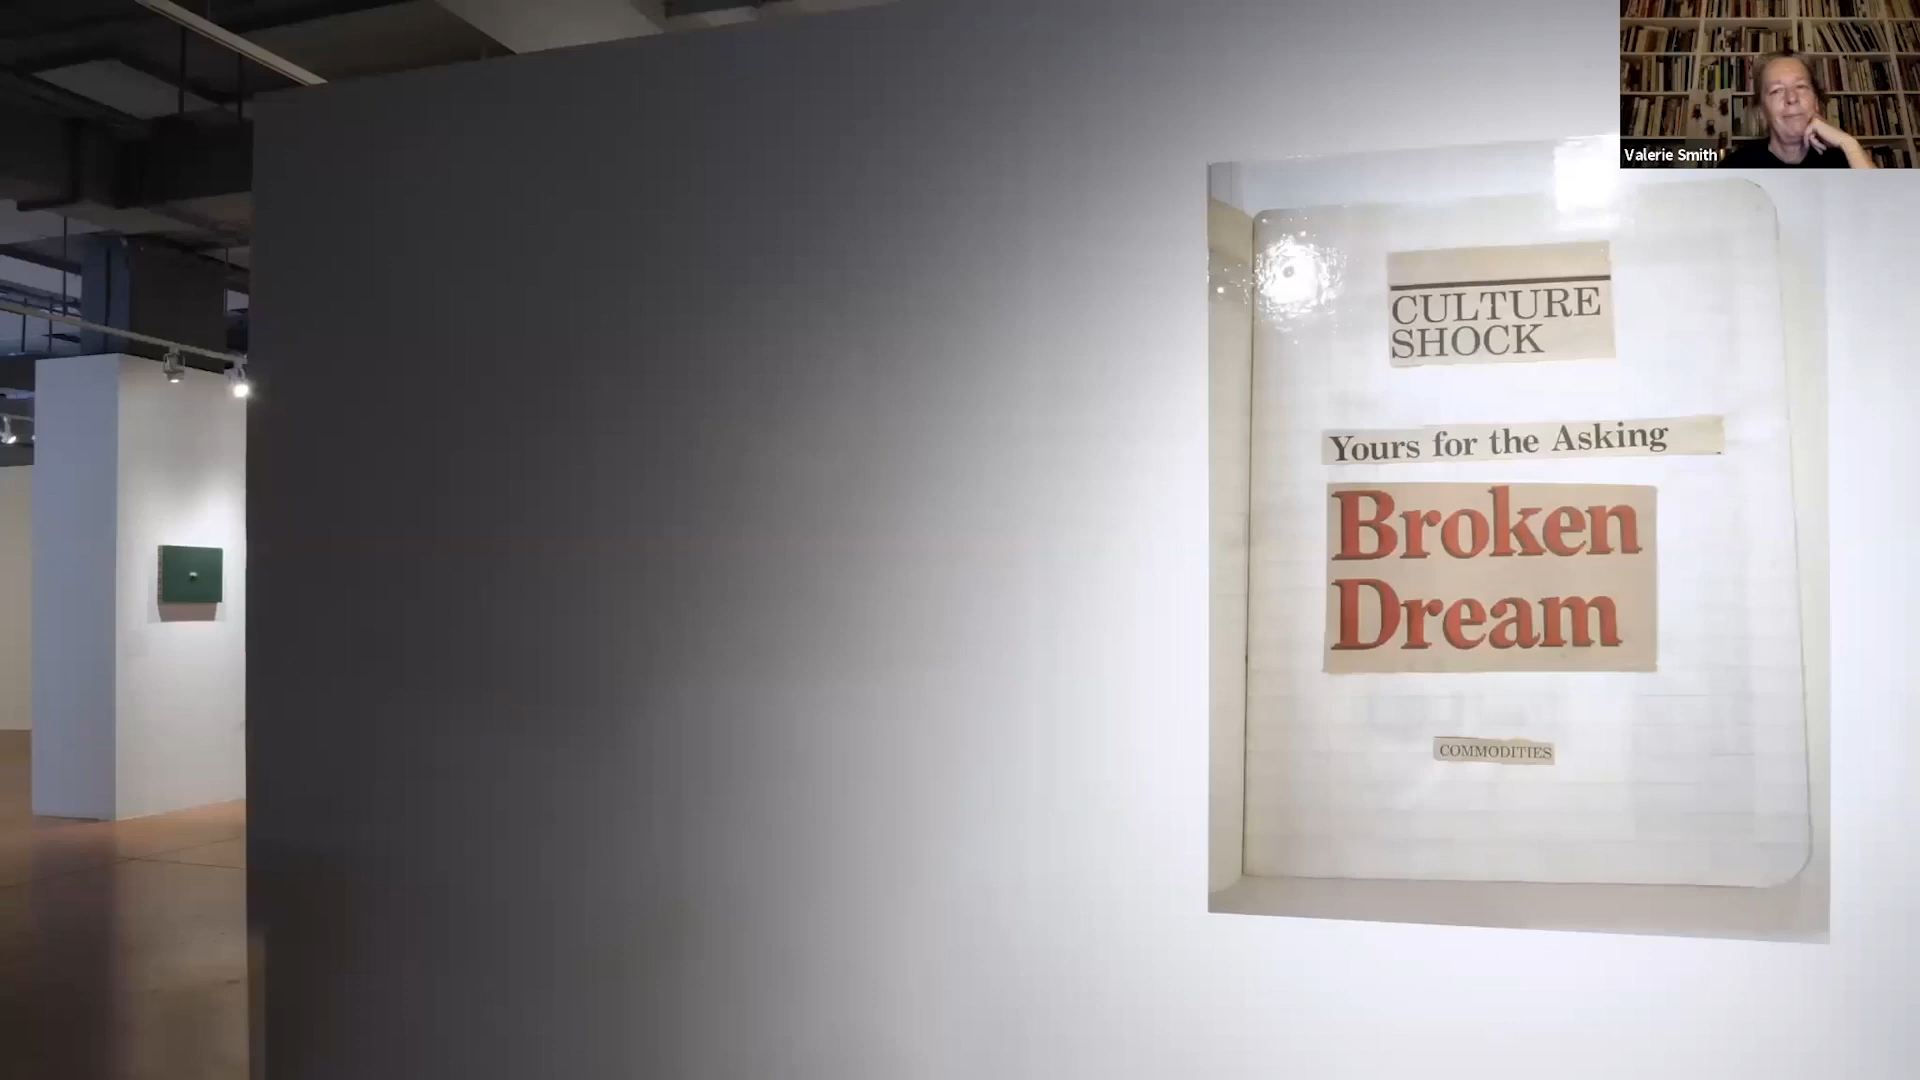 Valerie Smith
CULTURE
SHOCK
Yours for the Asking
Broken
Dream
COMMODITIES